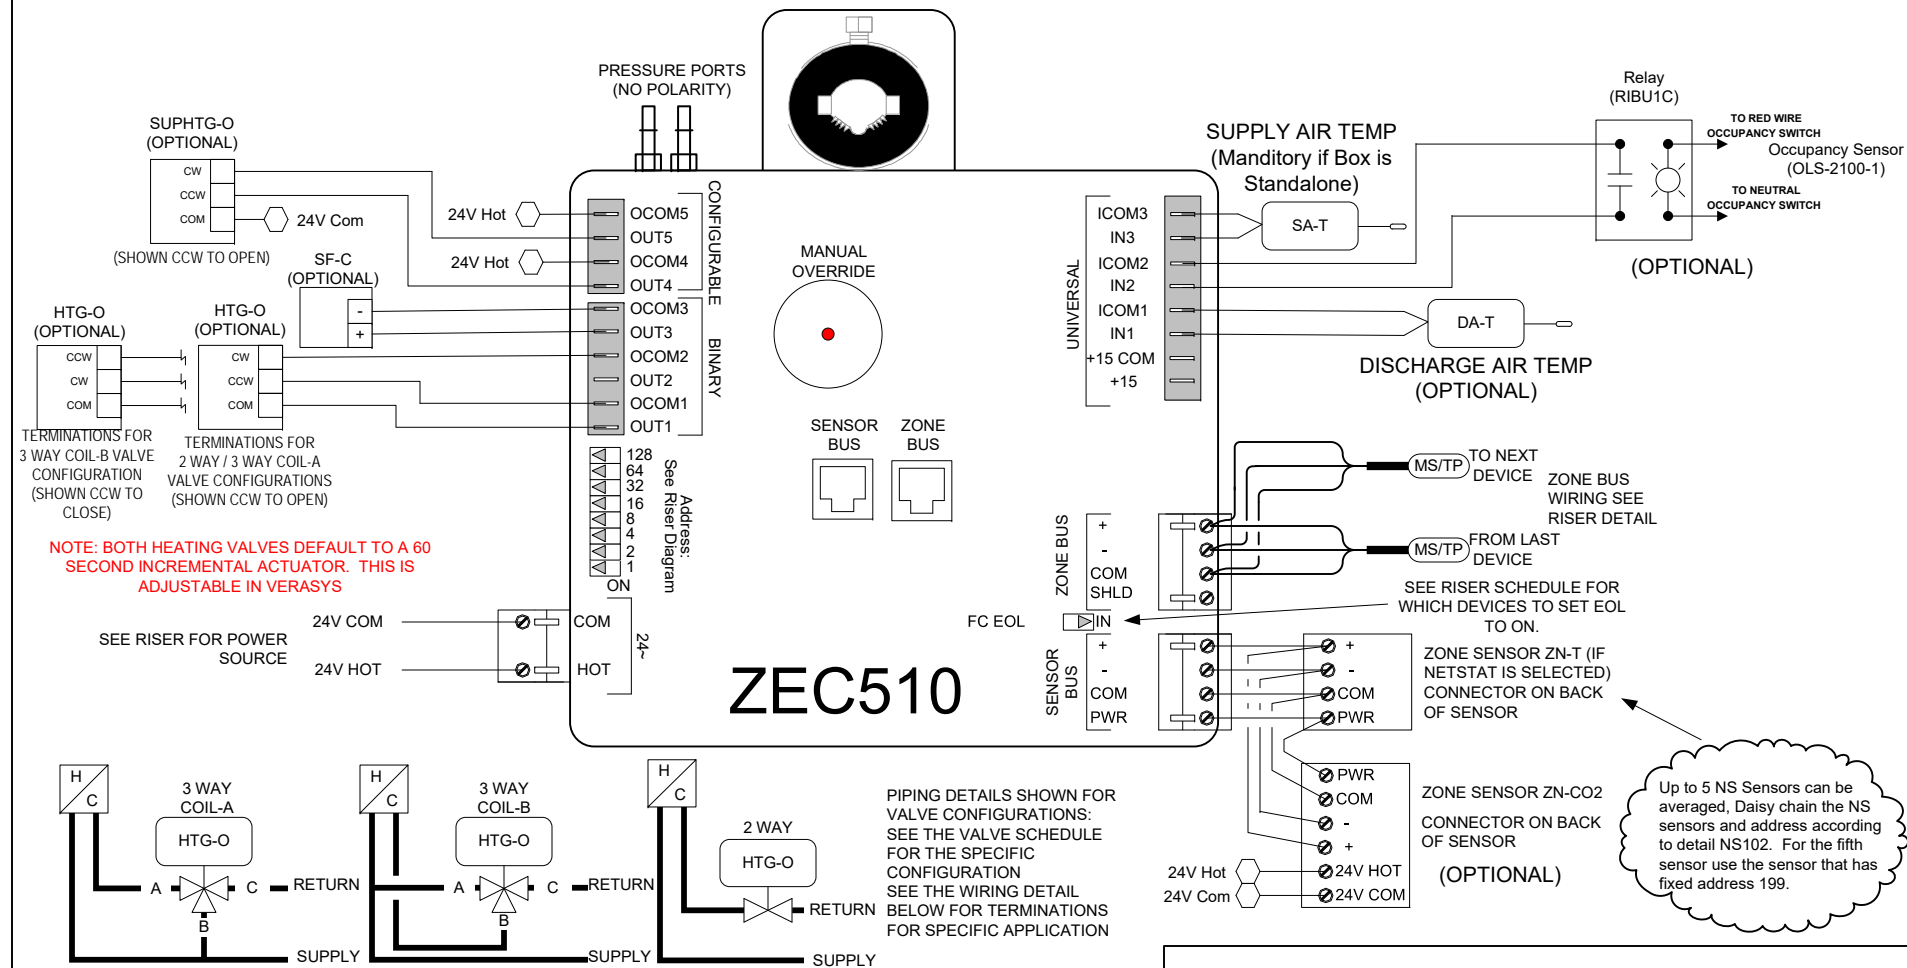 PRESSURE PORTS
(NO POLARITY)
SUPHTG-O
(OPTIONAL)
CW
CCW
COM
24V Com
(SHOWN CCW TO OPEN)
24V Hot
24V Hot
SF-C
(OPTIONAL)
-
+
HTG-O
(OPTIONAL)
CCW
CW
COM
HTG-O
(OPTIONAL)
CW
CCW
COM
TERMINATIONS FOR
3 WAY COIL-B VALVE
CONFIGURATION
(SHOWN CCW TO
CLOSE)
TERMINATIONS FOR
2 WAY / 3 WAY COIL-A
VALVE CONFIGURATIONS
(SHOWN CCW TO OPEN)
NOTE: BOTH HEATING VALVES DEFAULT TO A 60
SECOND INCREMENTAL ACTUATOR. THIS IS
ADJUSTABLE IN VERASYS
OCOM5
OUT5
OCOM4
OUT4
OCOM3
OUT3
OCOM2
OUT2
OCOM1
OUT1
CONFIGURABLE
BINARY
128
64
32
16
8
4
2
1
ON
Address:
See Riser Diagram
SEE RISER FOR POWER
SOURCE
24V COM
24V HOT
COM
HOT
24~
MANUAL
OVERRIDE
SENSOR
BUS
ZONE
BUS
ZEC510
UNIVERSAL
ICOM3
IN3
ICOM2
IN2
ICOM1
IN1
+15 COM
+15
SUPPLY AIR TEMP
(Manditory if Box is
Standalone)
SA-T
Relay
(RIBU1C)
TO RED WIRE
OCCUPANCY SWITCH
Occupancy Sensor
(OLS-2100-1)
TO NEUTRAL
OCCUPANCY SWITCH
(OPTIONAL)
DA-T
DISCHARGE AIR TEMP
(OPTIONAL)
ZONE BUS
+
-
COM
SHLD
MS/TP
TO NEXT
DEVICE
ZONE BUS
WIRING SEE
RISER DETAIL
MS/TP
FROM LAST
DEVICE
FC EOL
IN
SEE RISER SCHEDULE FOR
WHICH DEVICES TO SET EOL
TO ON.
SENSOR
BUS
+
-
COM
PWR
+
-
COM
PWR
ZONE SENSOR ZN-T (IF
NETSTAT IS SELECTED)
CONNECTOR ON BACK
OF SENSOR
PWR
COM
-
+
24V HOT
24V COM
24V Hot
24V Com
ZONE SENSOR ZN-CO2
CONNECTOR ON BACK
OF SENSOR
(OPTIONAL)
Up to 5 NS Sensors can be
averaged, Daisy chain the NS
sensors and address according
to detail NS102. For the fifth
sensor use the sensor that has
fixed address 199.
H
C
3 WAY
COIL-A
HTG-O
A
C
B
RETURN
SUPPLY
H
C
3 WAY
COIL-B
HTG-O
A
C
B
RETURN
SUPPLY
H
C
2 WAY
HTG-O
RETURN
SUPPLY
PIPING DETAILS SHOWN FOR
VALVE CONFIGURATIONS:
SEE THE VALVE SCHEDULE
FOR THE SPECIFIC
CONFIGURATION
SEE THE WIRING DETAIL
BELOW FOR TERMINATIONS
FOR SPECIFIC APPLICATION